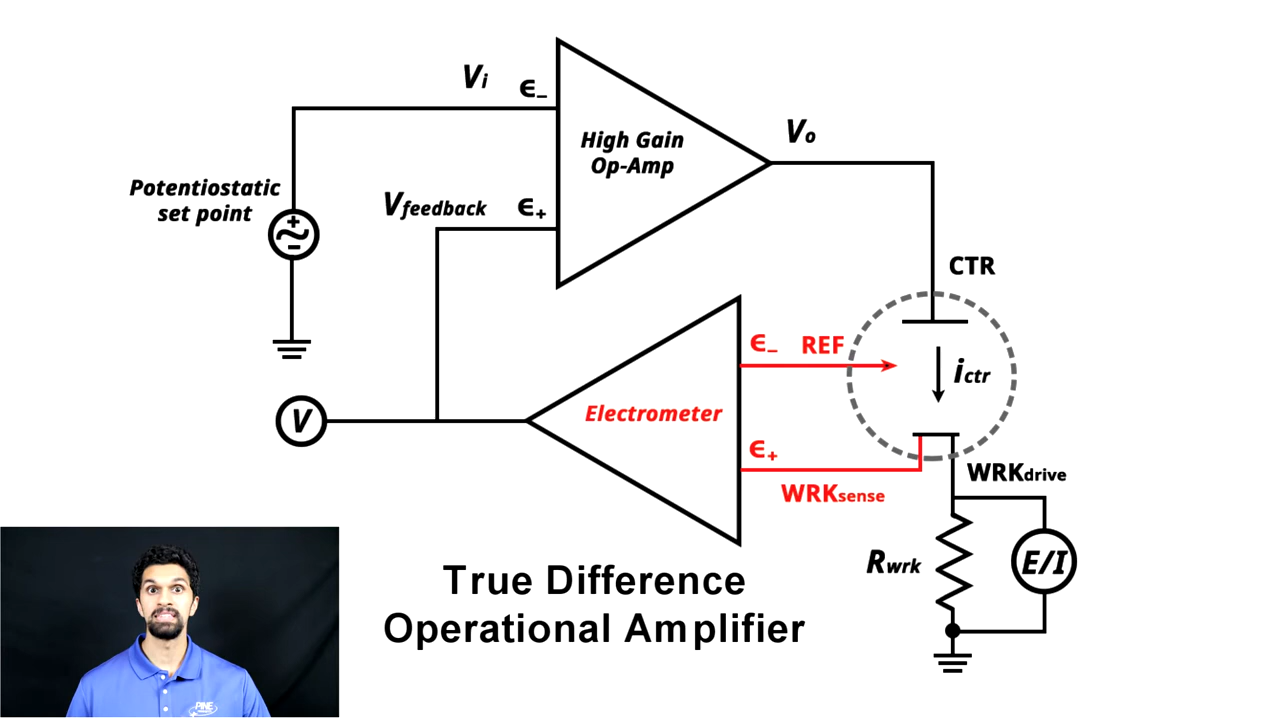 Vi
ϵ−
High Gain
Op-Amp
Vo
Potentiostatic
set point
+
−
Vfeedback
ϵ+
CTR
ϵ−
REF
ictr
Electrometer
V
ϵ+
WRKsense
WRKdrive
Rwrk
E/I
True Difference
Operational Amplifier
PINE